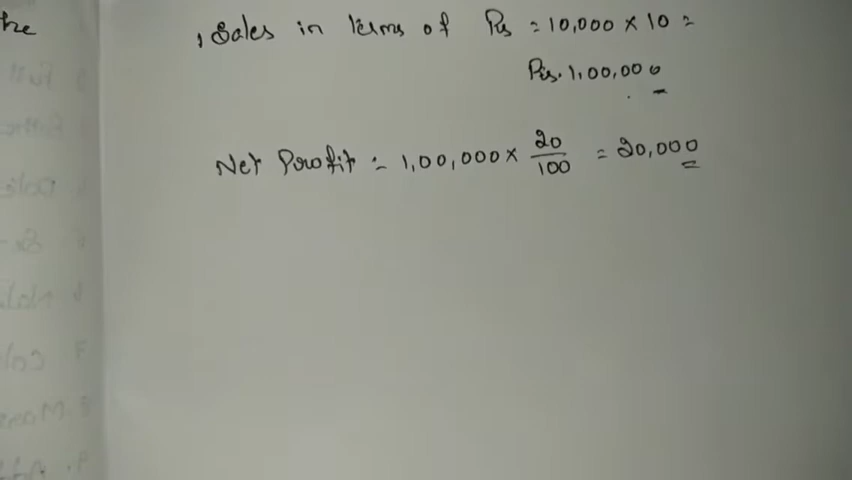 he
, Sales in terms of Rs = 10,000 × 10 =
Rs. 1,00,000
Net Profit = 1,00,000 × 20/100 = 20,000